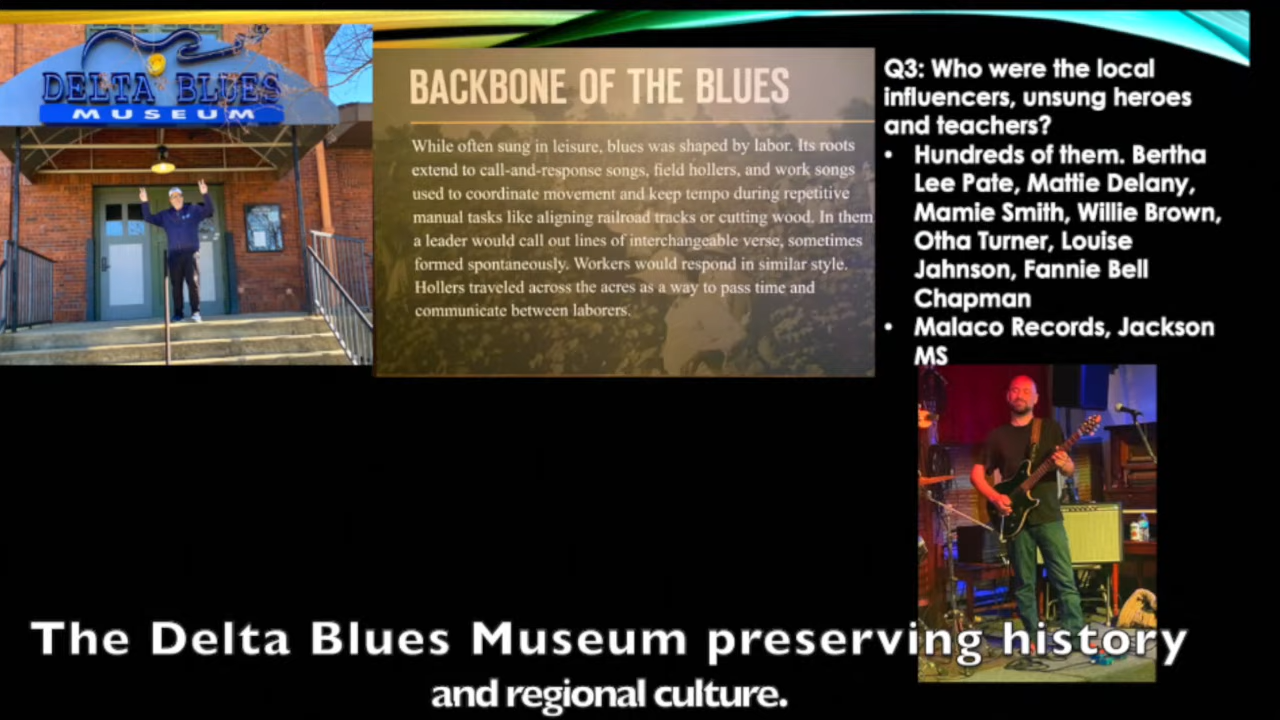 DELTA BLUES
MUSEUM
BACKBONE OF THE BLUES
While often sung in leisure, blues was shaped by labor. Its roots
extend to call-and-response songs, field hollers, and work songs
used to coordinate movement and keep tempo during repetitive
manual tasks like aligning railroad tracks or cutting wood. In them
a leader would call out lines of interchangeable verse, sometimes
formed spontaneously. Workers would respond in similar style.
Hollers traveled across the acres as a way to pass time and
communicate between laborers.
Q3: Who were the local
influencers, unsung heroes
and teachers?
• Hundreds of them. Bertha
Lee Pate, Mattie Delany,
Mamie Smith, Willie Brown,
Otha Turner, Louise
Jahnson, Fannie Bell
Chapman
• Malaco Records, Jackson
MS
The Delta Blues Museum preserving history
and regional culture.